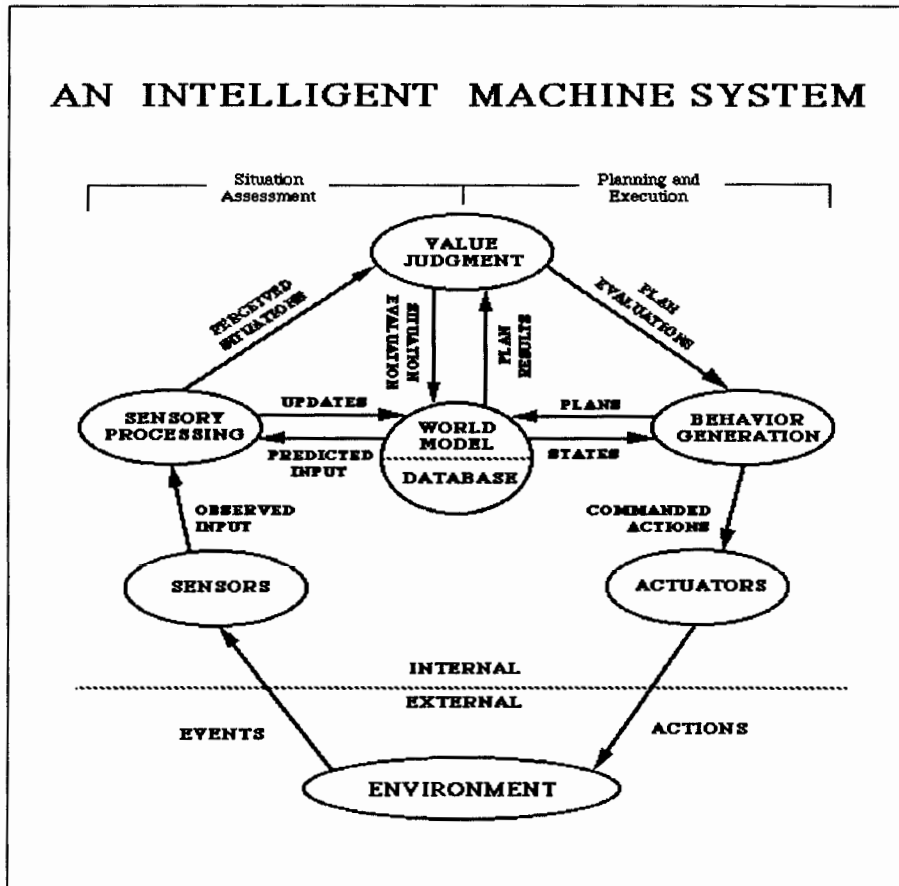 AN INTELLIGENT MACHINE SYSTEM
Situation
Assessment
Planning and
Execution
VALUE
JUDGMENT
PERCEIVED
SITUATIONS
SITUATION
EVALUATION
PLAN
RESULTS
PLAN
EVALUATIONS
SENSORY
PROCESSING
UPDATES
PREDICTED
INPUT
WORLD
MODEL
DATABASE
PLANS
STATES
BEHAVIOR
GENERATION
OBSERVED
INPUT
COMMANDED
ACTIONS
SENSORS
ACTUATORS
INTERNAL
EXTERNAL
EVENTS
ACTIONS
ENVIRONMENT